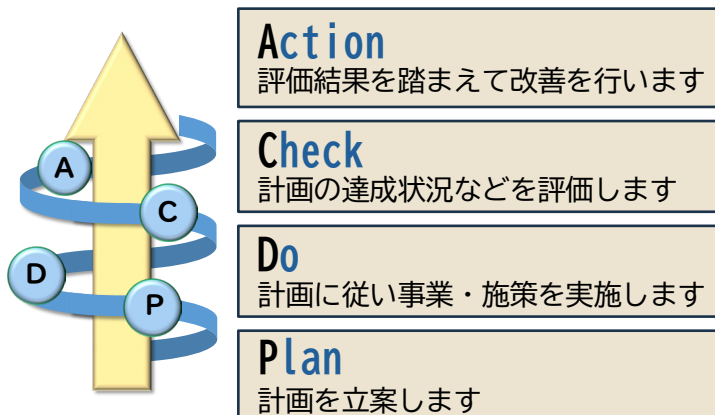 A
C
D
P
Action
評価結果を踏まえて改善を行います
Check
計画の達成状況などを評価します
Do
計画に従い事業・施策を実施します
Plan
計画を立案します